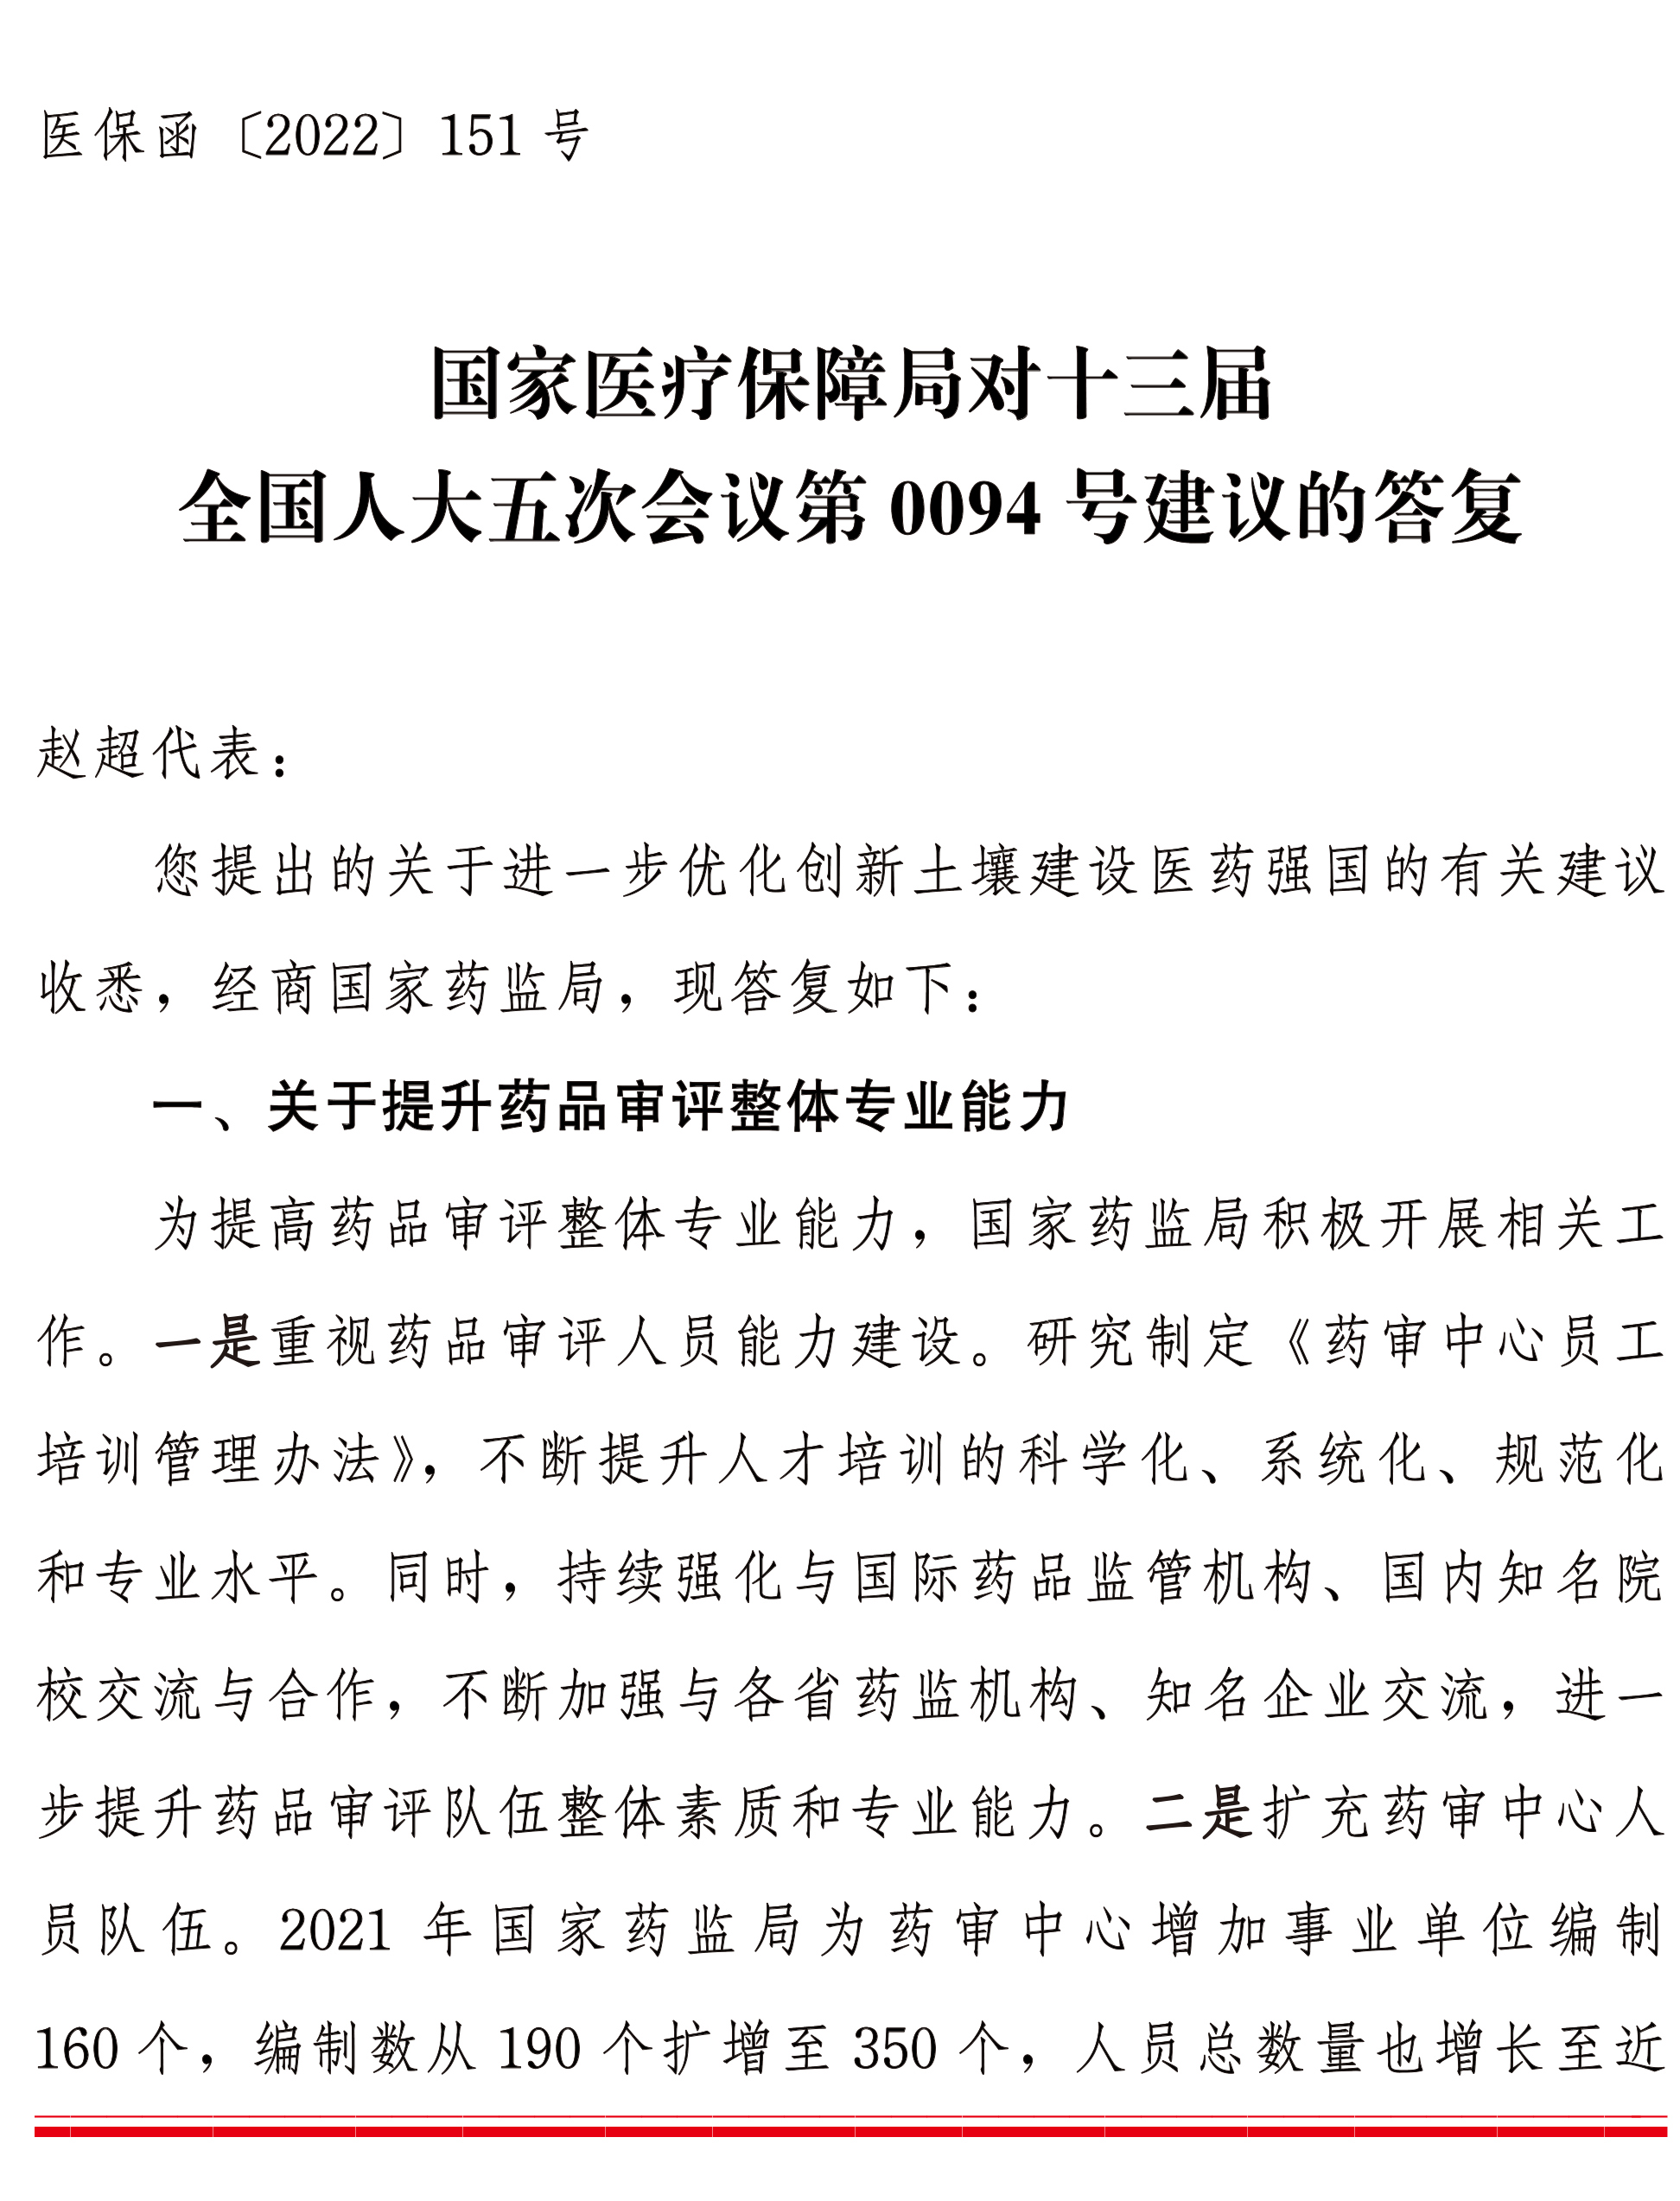 医保函〔2022〕151 号
国家医疗保障局对十三届
全国人大五次会议第 0094 号建议的答复
赵超代表：
您提出的关于进一步优化创新土壤建设医药强国的有关建议
收悉，经商国家药监局，现答复如下：
一、关于提升药品审评整体专业能力
为提高药品审评整体专业能力，国家药监局积极开展相关工
作。一是重视药品审评人员能力建设。研究制定《药审中心员工
培训管理办法》，不断提升人才培训的科学化、系统化、规范化
和专业水平。同时，持续强化与国际药品监管机构、国内知名院
校交流与合作，不断加强与各省药监机构、知名企业交流，进一
步提升药品审评队伍整体素质和专业能力。二是扩充药审中心人
员队伍。2021 年国家药监局为药审中心增加事业单位编制
160 个，编制数从 190 个扩增至 350 个，人员总数量也增长至近